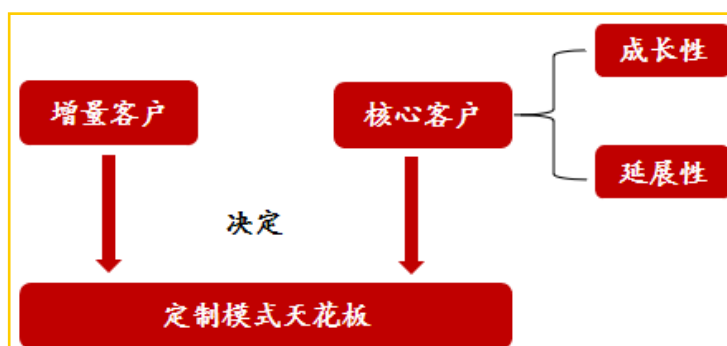 成长性
增量客户
核心客户
延展性
决定
定制模式天花板